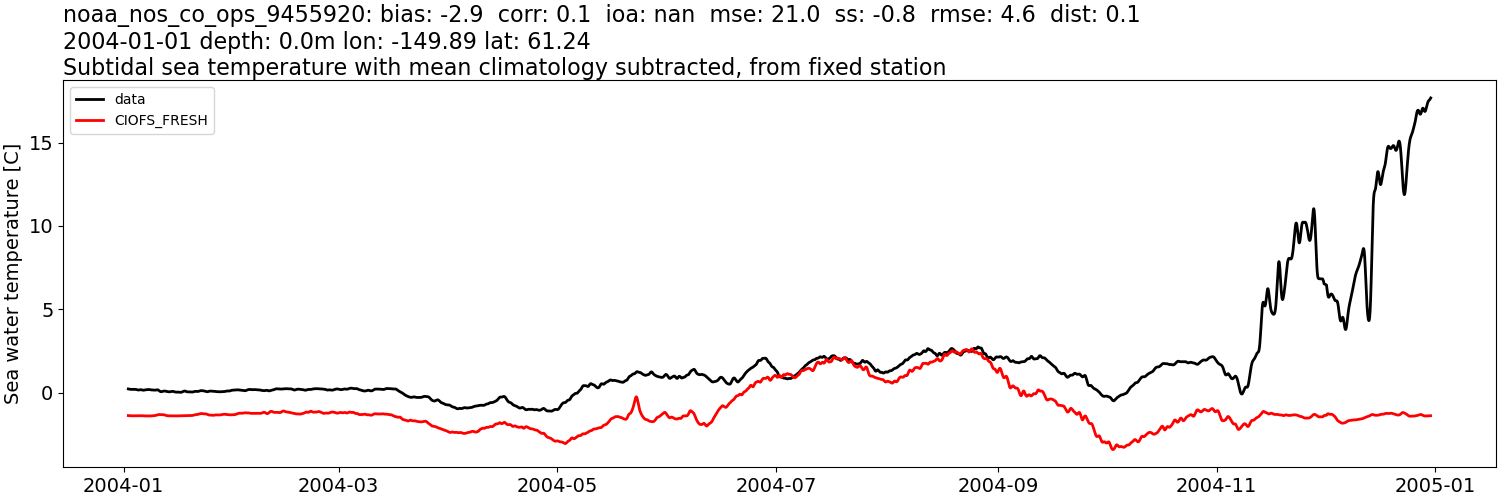 noaa_nos_co_ops_9455920: bias: -2.9  corr: 0.1  ioa: nan  mse: 21.0  ss: -0.8  rmse: 4.6  dist: 0.1
2004-01-01 depth: 0.0m lon: -149.89 lat: 61.24
Subtidal sea temperature with mean climatology subtracted, from fixed station
data
CIOFS_FRESH
Sea water temperature [C]
15
10
5
0
2004-01
2004-03
2004-05
2004-07
2004-09
2004-11
2005-01